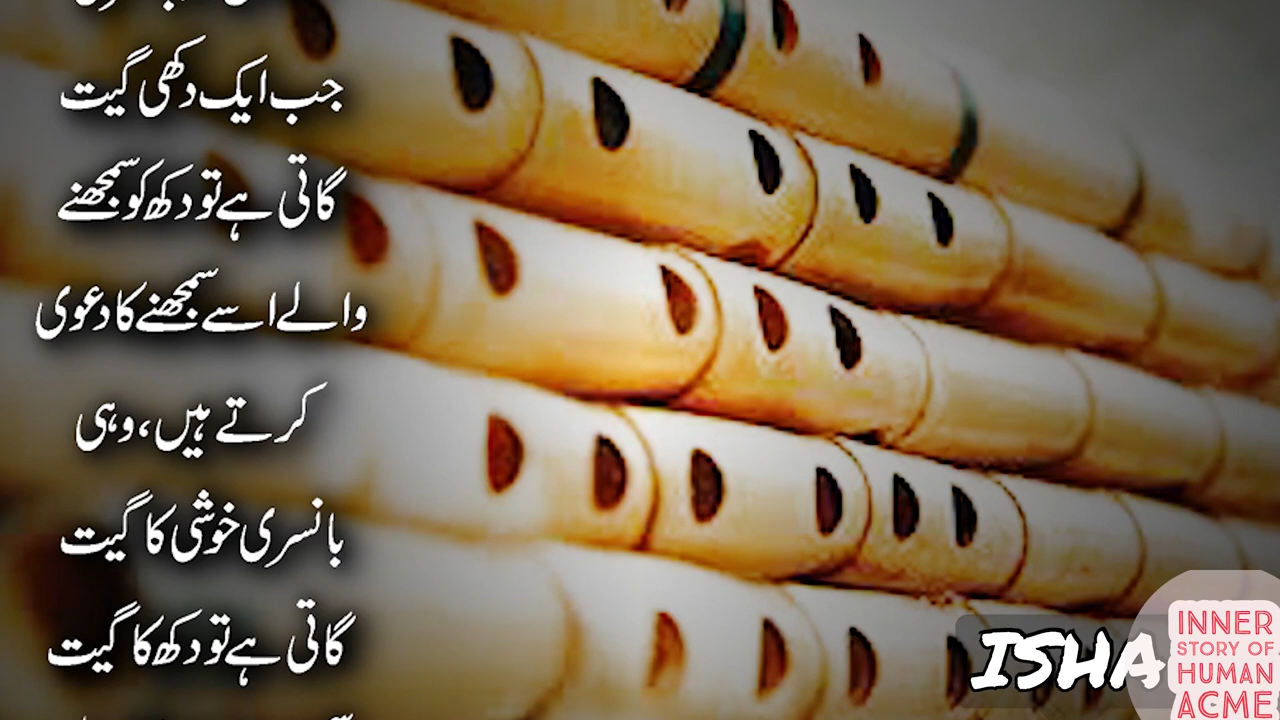 جب ایک دکھی گیت
گاتی ہے تو دکھ کو سمجھنے
والے اسے سمجھنے کا دعوی
کرتے ہیں، وہی
بانسری خوشی کا گیت
گاتی ہے تو دکھ کا گیت
ISHA
INNER
STORY OF
HUMAN
ACME